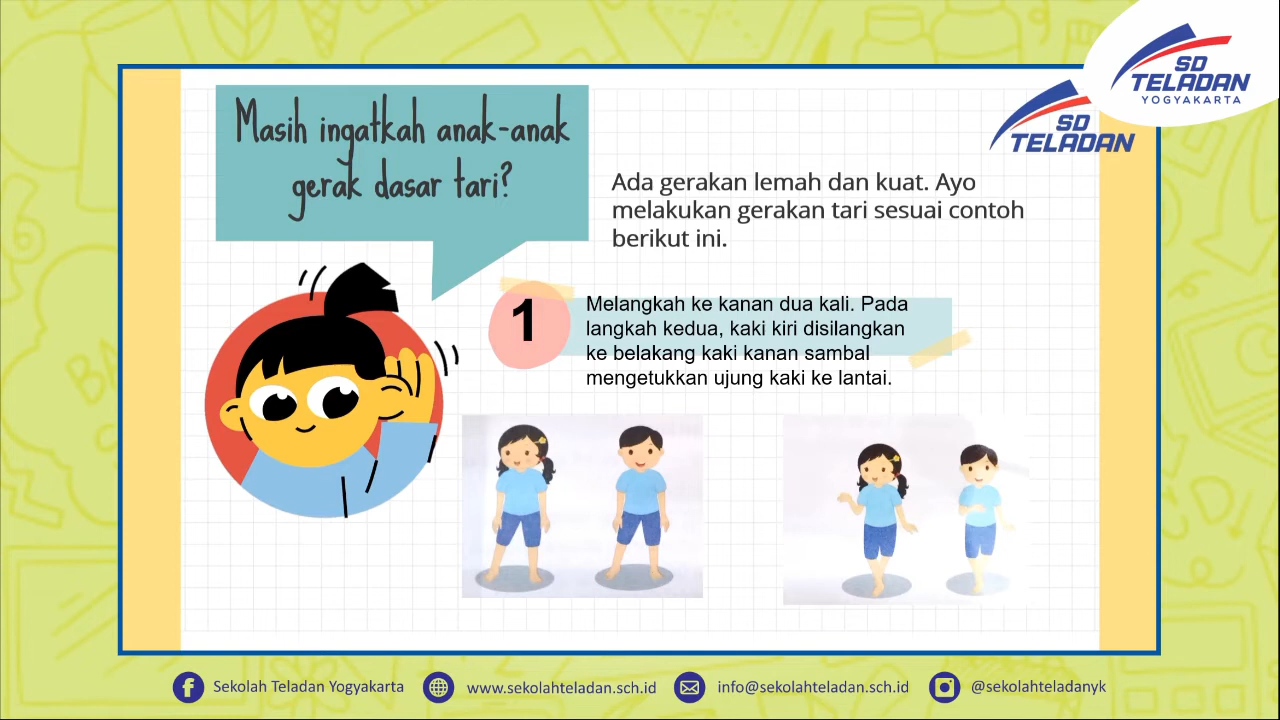 SD
TELADAN
YOGYAKARTA
SD
TELADAN
Masih ingatkah anak-anak
gerak dasar tari?
Ada gerakan lemah dan kuat. Ayo
melakukan gerakan tari sesuai contoh
berikut ini.
1
Melangkah ke kanan dua kali. Pada
langkah kedua, kaki kiri disilangkan
ke belakang kaki kanan sambal
mengetukkan ujung kaki ke lantai.
Sekolah Teladan Yogyakarta
www.sekolahteladan.sch.id
info@sekolahteladan.sch.id
@sekolahteladanyk